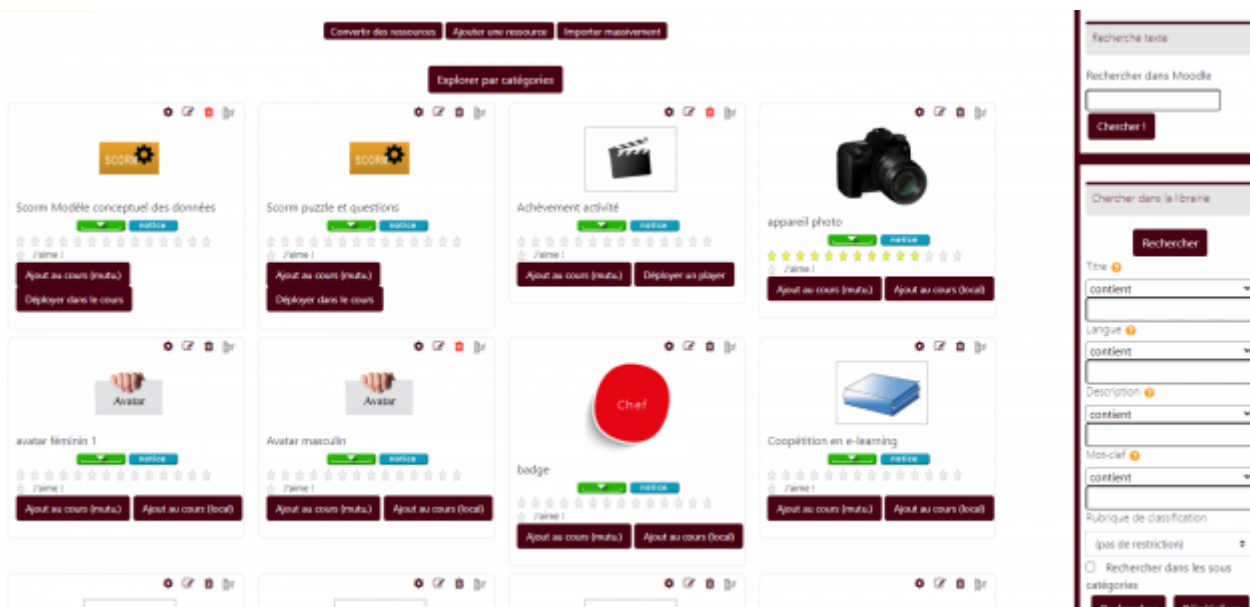 Convertir des ressources Ajouter une ressource Importer massivement
Explorer par catégories
SCORM
Scorm Modèle conceptuel des données
notice
J'aime !
Ajout au cours (mutu.)
Déployer dans le cours
SCORM
Scorm puzzle et questions
notice
J'aime !
Ajout au cours (mutu.)
Déployer dans le cours
Achèvement activité
notice
J'aime !
Ajout au cours (mutu.) Déployer un player
appareil photo
notice
J'aime !
Ajout au cours (mutu.) Ajout au cours (local)
Avatar
avatar féminin 1
notice
J'aime !
Ajout au cours (mutu.) Ajout au cours (local)
Avatar
Avatar masculin
notice
J'aime !
Ajout au cours (mutu.) Ajout au cours (local)
Chef
badge
notice
J'aime !
Ajout au cours (mutu.) Ajout au cours (local)
Coopétition en e-learning
notice
J'aime !
Ajout au cours (mutu.) Ajout au cours (local)
Recherche texte
Rechercher dans Moodle
Chercher !
Chercher dans la librairie
Rechercher
Titre
contient
Langue
contient
Description
contient
Mot-clef
contient
Rubrique de classification
(pas de restriction)
Rechercher dans les sous
catégories